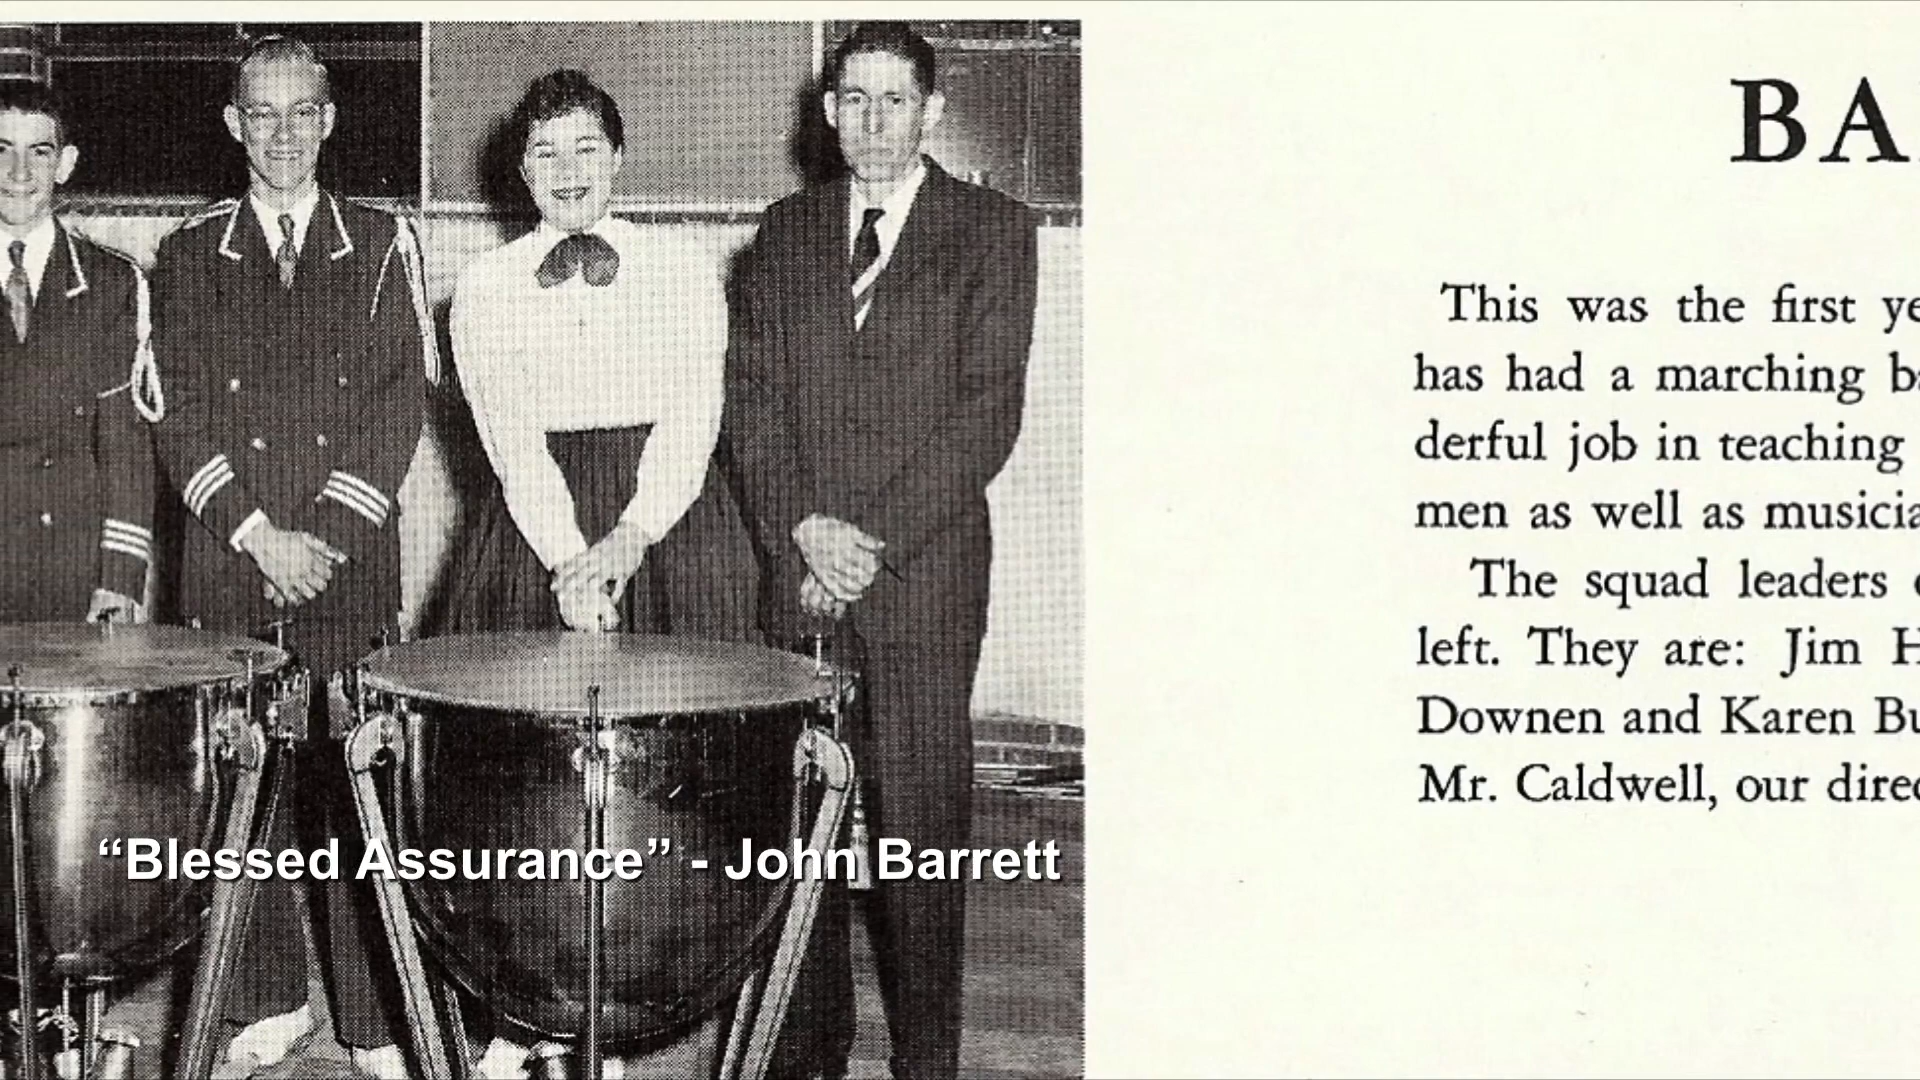 BA
This was the first ye
has had a marching ba
derful job in teaching
men as well as musicia
The squad leaders
left. They are: Jim H
Downen and Karen Bu
Mr. Caldwell, our direc
“Blessed Assurance” - John Barrett